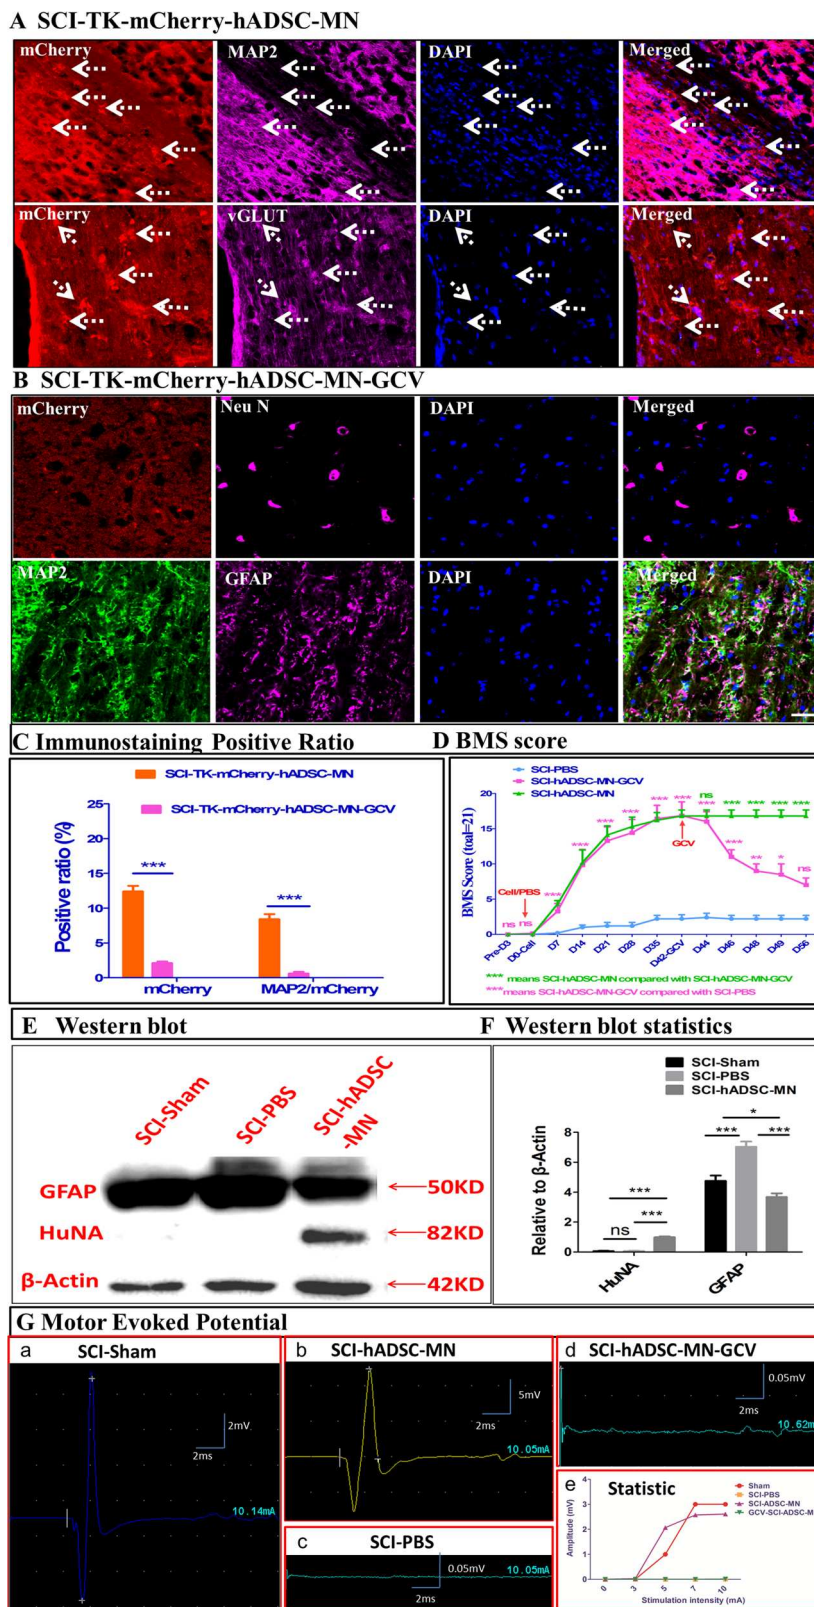 A SCI-TK-mCherry-hADSC-MN
mCherry MAP2 DAPI Merged
mCherry vGLUT DAPI Merged
B SCI-TK-mCherry-hADSC-MN-GCV
mCherry Neu N DAPI Merged
MAP2 GFAP DAPI Merged
C Immunostaining Positive Ratio
SCI-TK-mCherry-hADSC-MN
SCI-TK-mCherry-hADSC-MN-GCV
Positive ratio (%)
25
20
15
10
5
0
***
***
mCherry MAP2/mCherry
D BMS score
SCI-PBS
SCI-hADSC-MN-GCV
SCI-hADSC-MN
BMS Score (toal=21)
20
15
10
5
0
Cell/PBS
GCV
ns ns *** *** *** *** *** *** *** *** ** * ns
ns *** *** *** ***
Pre-D3 D0-Cell D7 D14 D21 D28 D35 D42-GCV D44 D46 D48 D49 D56
*** means SCI-hADSC-MN compared with SCI-hADSC-MN-GCV
*** means SCI-hADSC-MN-GCV compared with SCI-PBS
E Western blot
SCI-Sham
SCI-PBS
SCI-hADSC
-MN
GFAP 50KD
HuNA 82KD
β-Actin 42KD
F Western blot statistics
SCI-Sham
SCI-PBS
SCI-hADSC-MN
Relative to β-Actin
8
6
4
2
0
ns *** ***
*** * ***
HuNA GFAP
G Motor Evoked Potential
a SCI-Sham
2mV
2ms
10.14mA
b SCI-hADSC-MN
5mV
2ms
10.05mA
c SCI-PBS
0.05mV
10.05mA
2ms
d SCI-hADSC-MN-GCV
0.05mV
2ms
10.62m
e Statistic
Sham
SCI-PBS
SCI-ADSC-MN
GCV-SCI-ADSC-M
Amplitude (mV)
4
3
2
1
0
0 3 5 7 10
Stimulation intensity (mA)